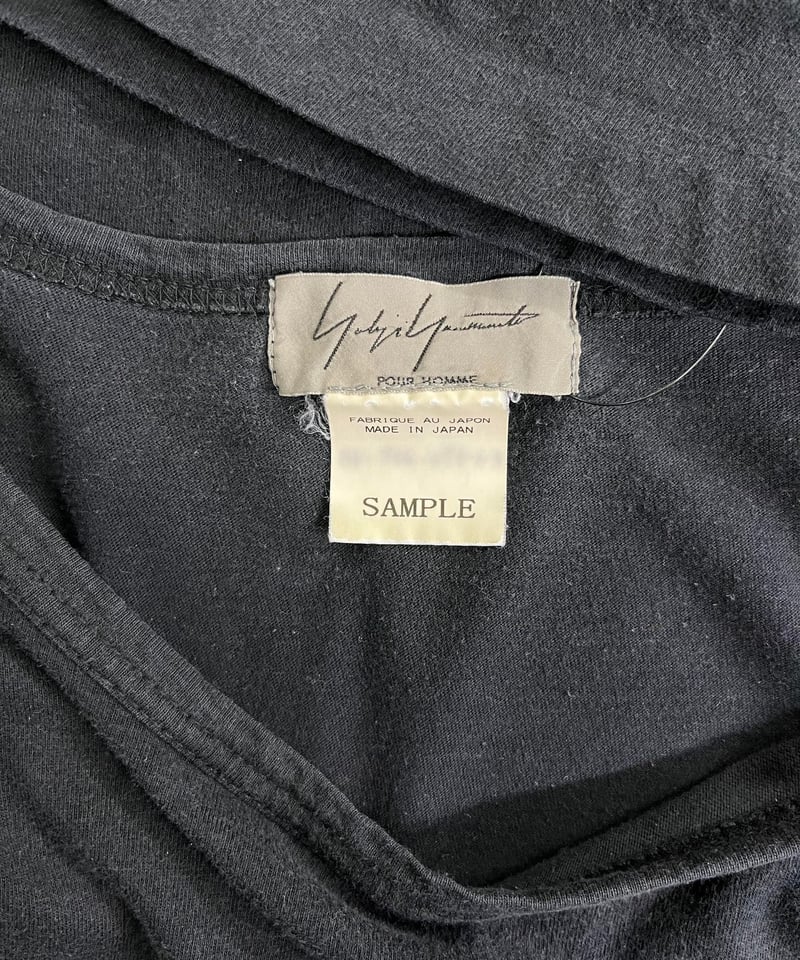 Yohji Yamamoto
POUR HOMME
FABRIQUE AU JAPON
MADE IN JAPAN
SAMPLE